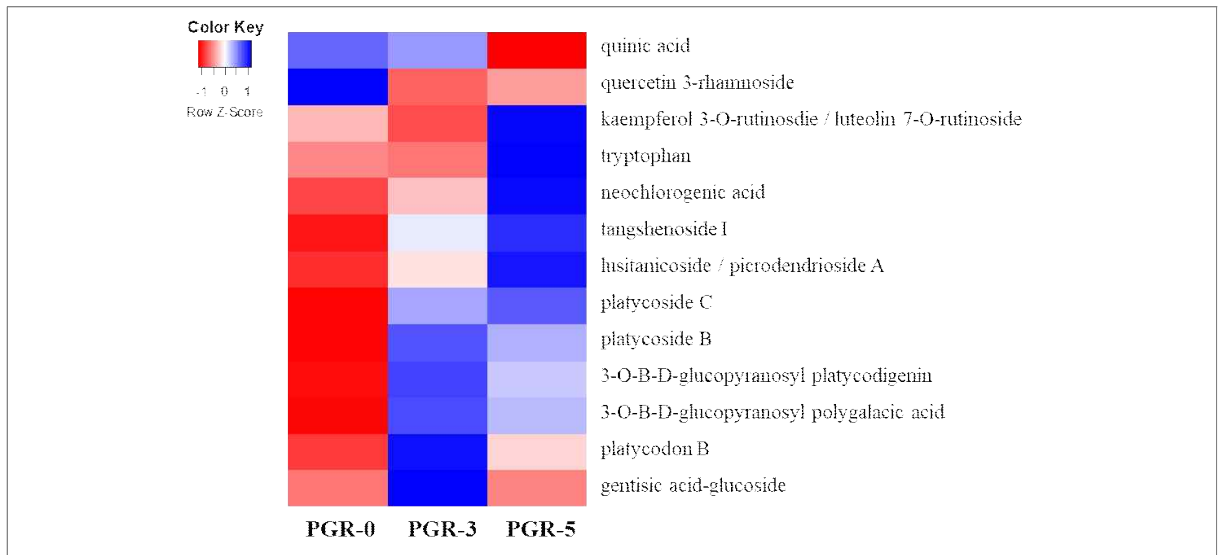 Color Key
-1 0 1
Row Z-Score
quinic acid
quercetin 3-rhamnoside
kaempferol 3-O-rutinosdie / luteolin 7-O-rutinoside
tryptophan
neochlorogenic acid
tangshenoside I
lusitanicoside / picrodendrioside A
platycoside C
platycoside B
3-O-B-D-glucopyranosyl platycodigenin
3-O-B-D-glucopyranosyl polygalacic acid
platycodon B
gentisic acid-glucoside
PGR-0 PGR-3 PGR-5